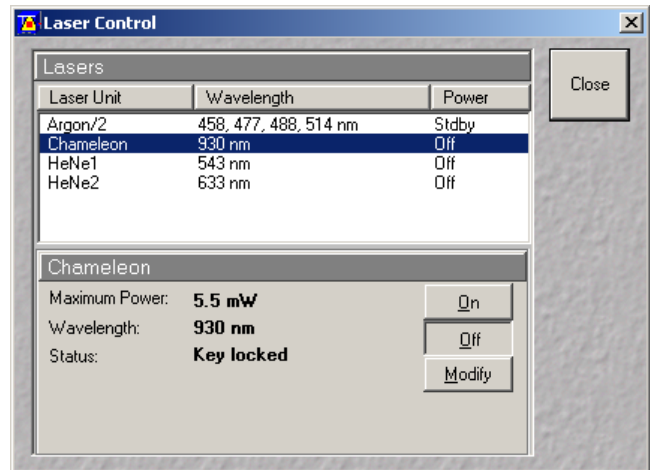 Laser Control
Lasers
Close
Laser Unit Wavelength Power
Argon/2 458, 477, 488, 514 nm Stdby
Chameleon 930 nm Off
HeNe1 543 nm Off
HeNe2 633 nm Off
Chameleon
Maximum Power: 5.5 mW On
Wavelength: 930 nm Off
Status: Key locked
Modify